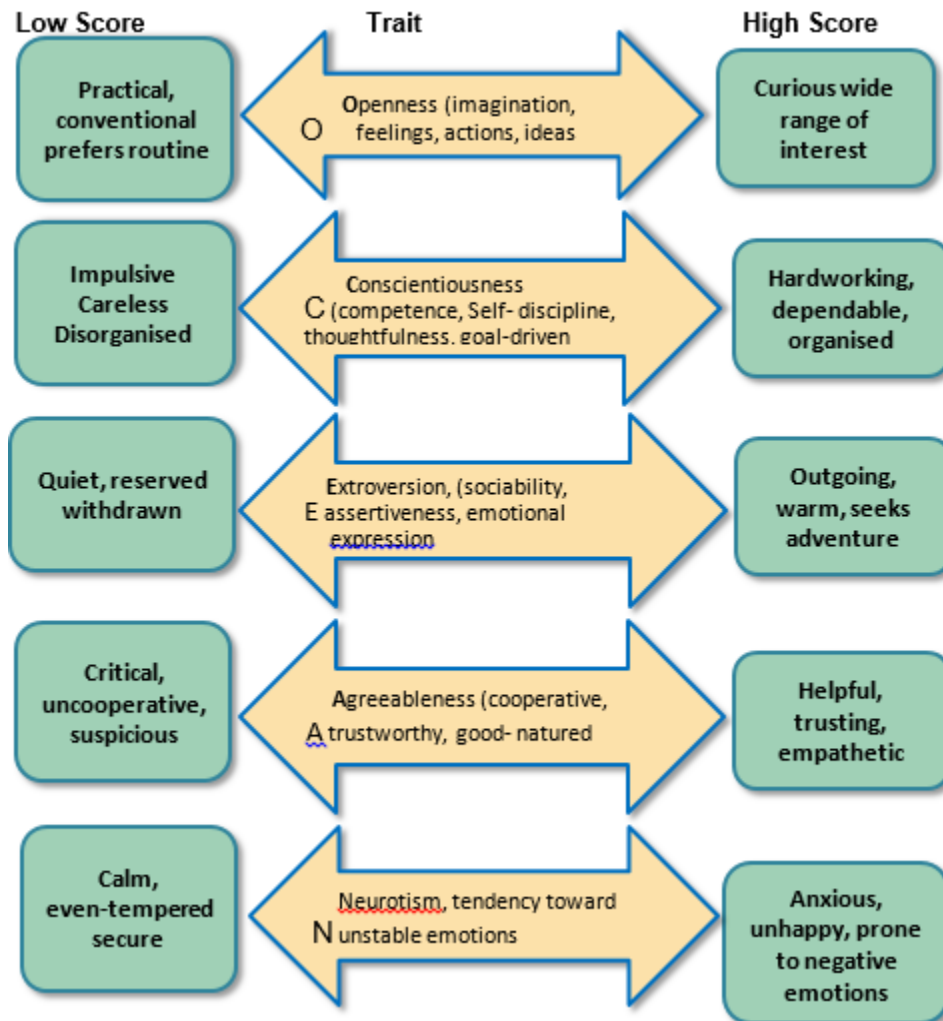 Low Score Trait High Score
Practical,
conventional
prefers routine
Openness (imagination,
O feelings, actions, ideas
Curious wide
range of
interest
Impulsive
Careless
Disorganised
Conscientiousness
C (competence, Self- discipline,
thoughtfulness, goal-driven
Hardworking,
dependable,
organised
Quiet, reserved
withdrawn
Extroversion, (sociability,
E assertiveness, emotional
expression
Outgoing,
warm, seeks
adventure
Critical,
uncooperative,
suspicious
Agreeableness (cooperative,
A trustworthy, good- natured
Helpful,
trusting,
empathetic
Calm,
even-tempered
secure
Neurotism, tendency toward
N unstable emotions
Anxious,
unhappy, prone
to negative
emotions